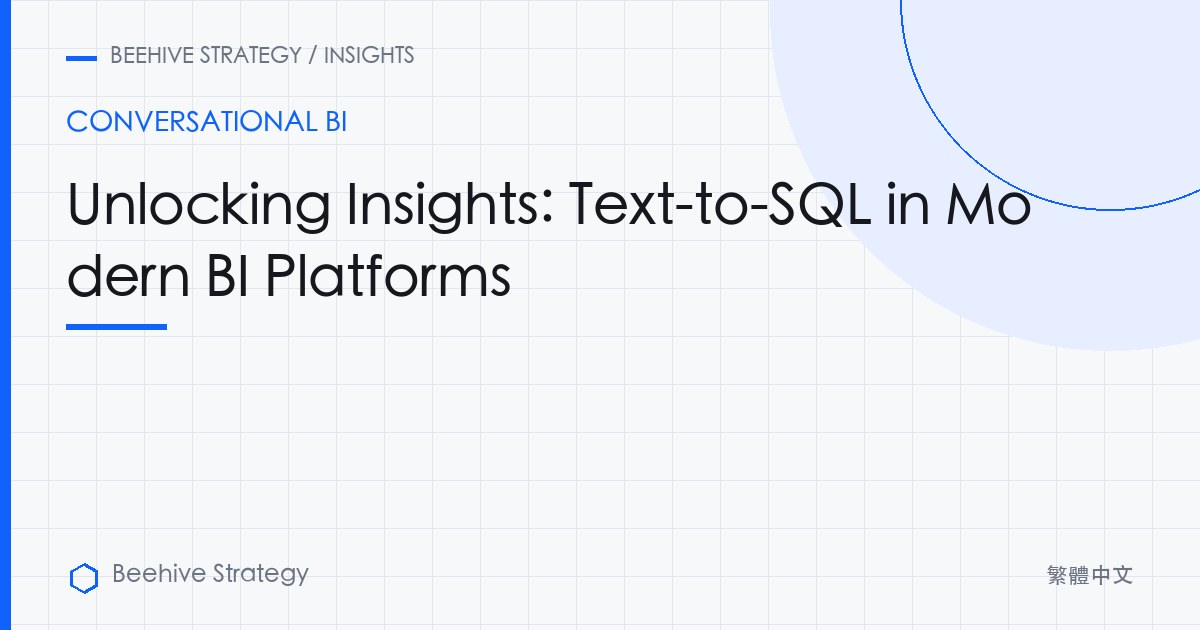 BEEHIVE STRATEGY / INSIGHTS
CONVERSATIONAL BI
Unlocking Insights: Text-to-SQL in Mo
dern BI Platforms
Beehive Strategy
繁體中文